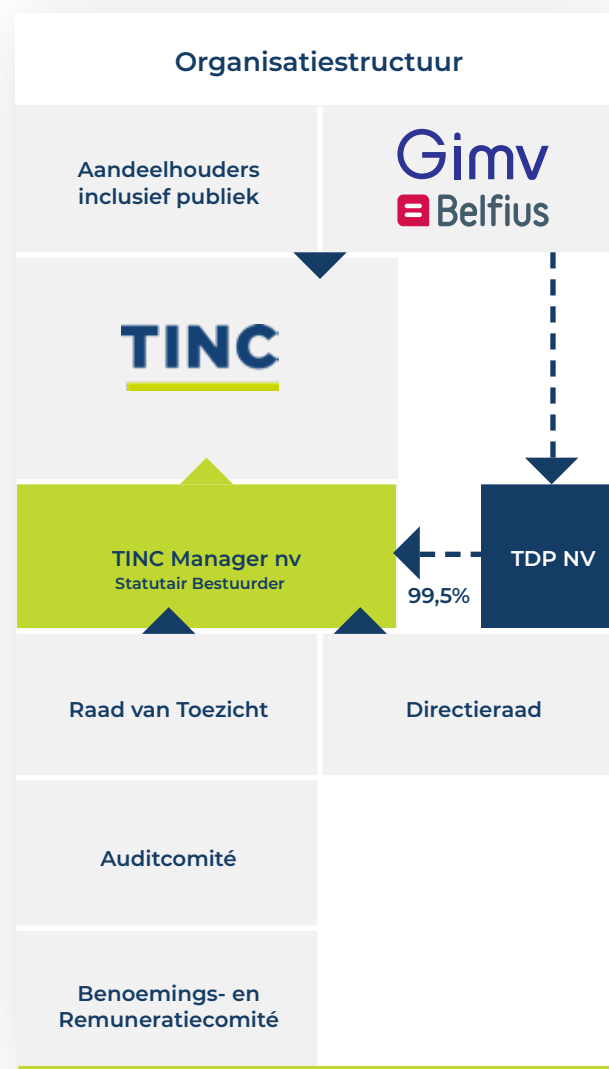 Organisatiestructuur
Aandeelhouders
inclusief publiek
Gimv
Belfius
TINC
TINC Manager nv
Statutair Bestuurder
99,5%
TDP NV
Raad van Toezicht
Directieraad
Auditcomité
Benoemings- en
Remuneratiecomité